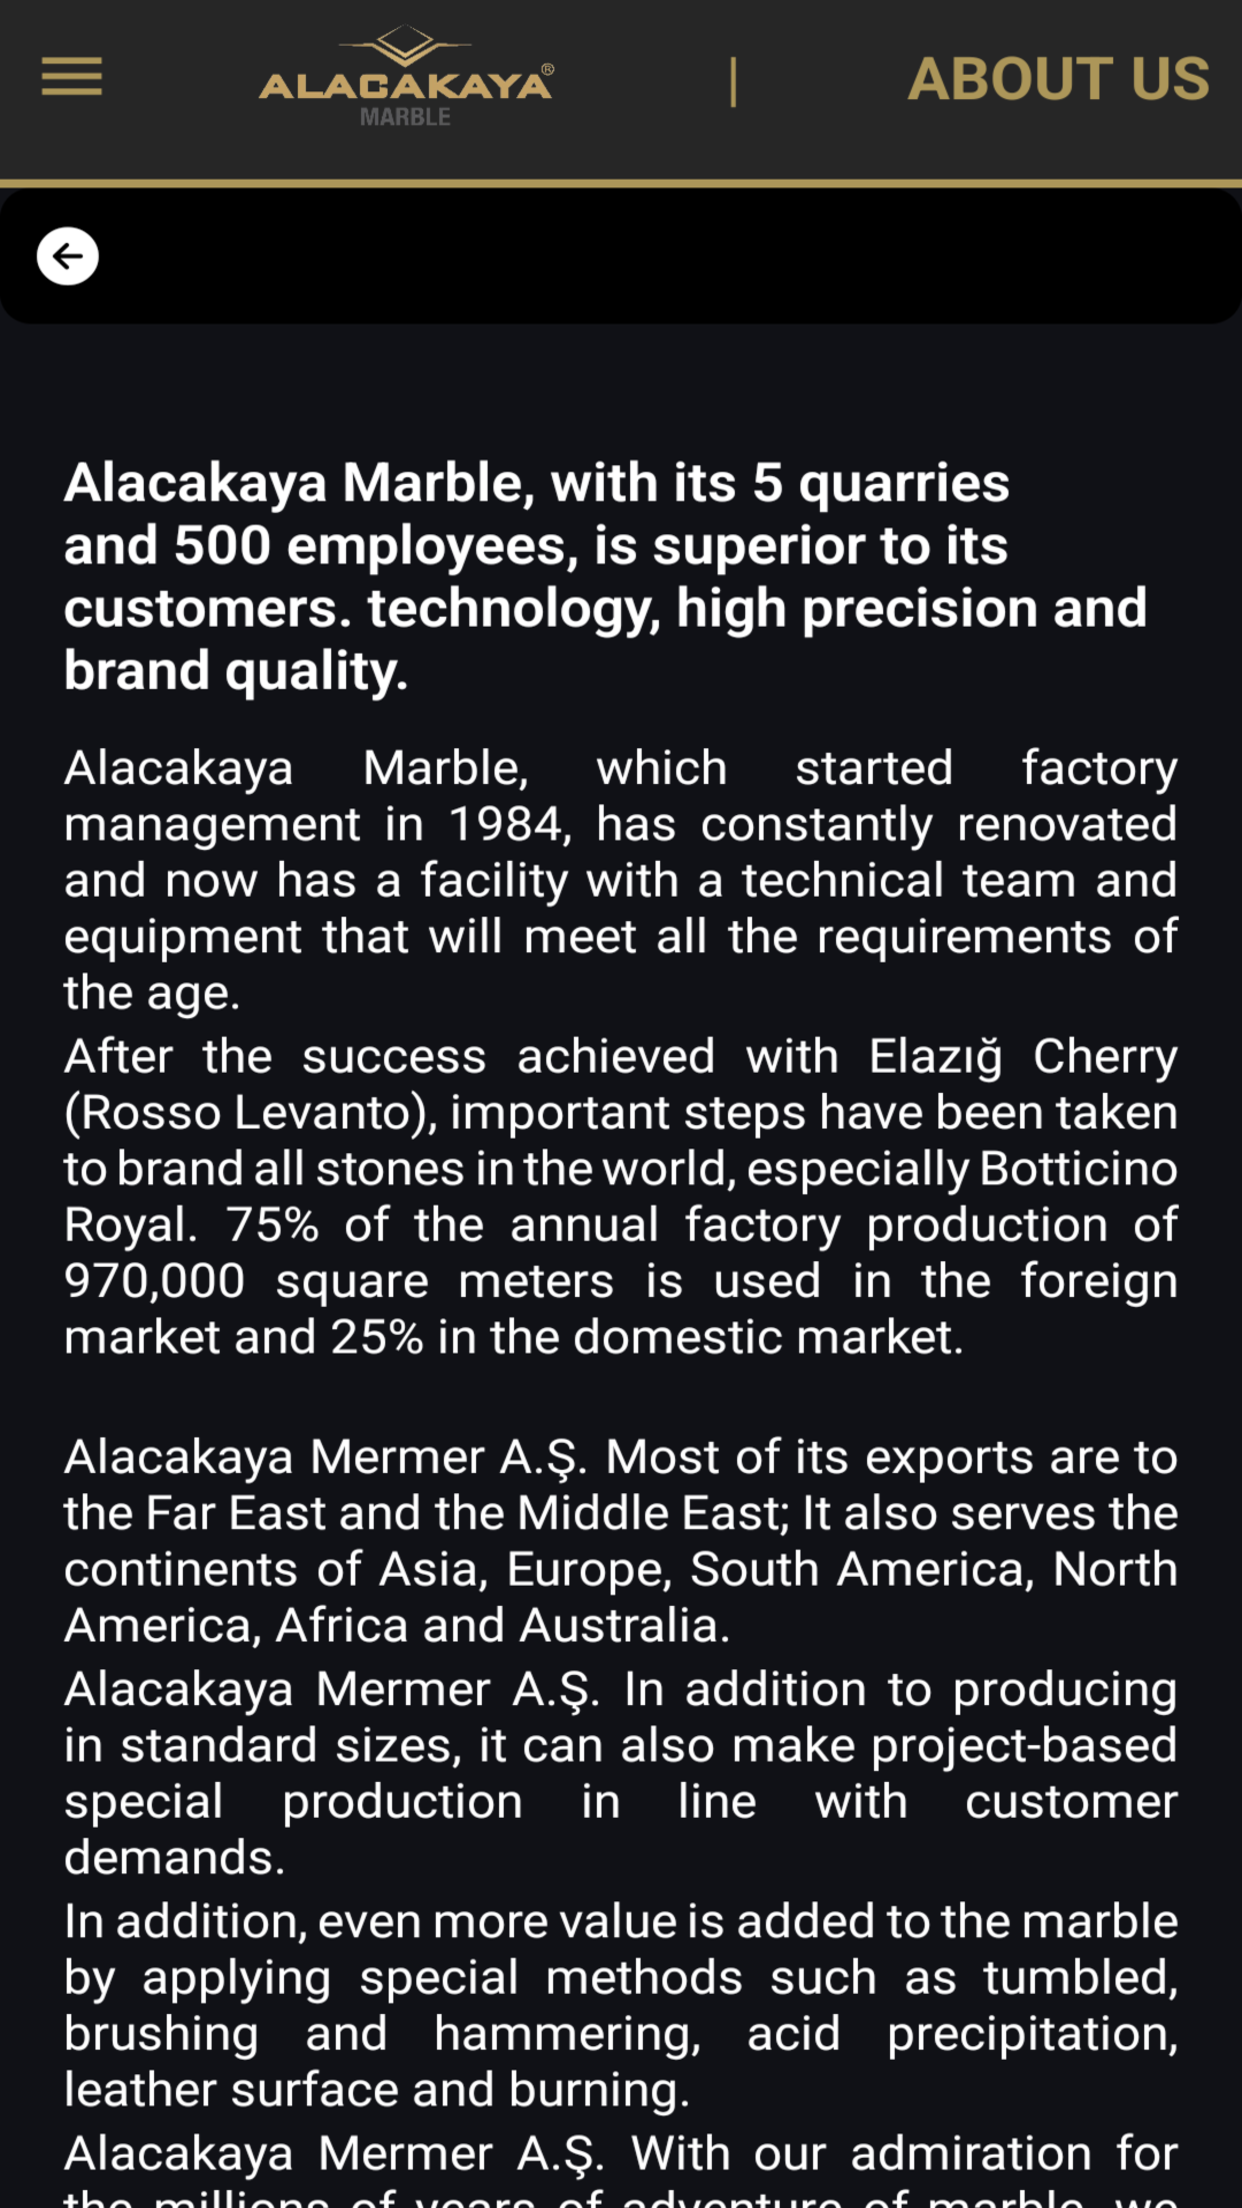 ALACAKAYA®
MARBLE
|
ABOUT US
Alacakaya Marble, with its 5 quarries
and 500 employees, is superior to its
customers. technology, high precision and
brand quality.
Alacakaya Marble, which started factory
management in 1984, has constantly renovated
and now has a facility with a technical team and
equipment that will meet all the requirements of
the age.
After the success achieved with Elazığ Cherry
(Rosso Levanto), important steps have been taken
to brand all stones in the world, especially Botticino
Royal. 75% of the annual factory production of
970,000 square meters is used in the foreign
market and 25% in the domestic market.
Alacakaya Mermer A.Ş. Most of its exports are to
the Far East and the Middle East; It also serves the
continents of Asia, Europe, South America, North
America, Africa and Australia.
Alacakaya Mermer A.Ş. In addition to producing
in standard sizes, it can also make project-based
special production in line with customer
demands.
In addition, even more value is added to the marble
by applying special methods such as tumbled,
brushing and hammering, acid precipitation,
leather surface and burning.
Alacakaya Mermer A.Ş. With our admiration for
the millions of years of adventure of marble, we